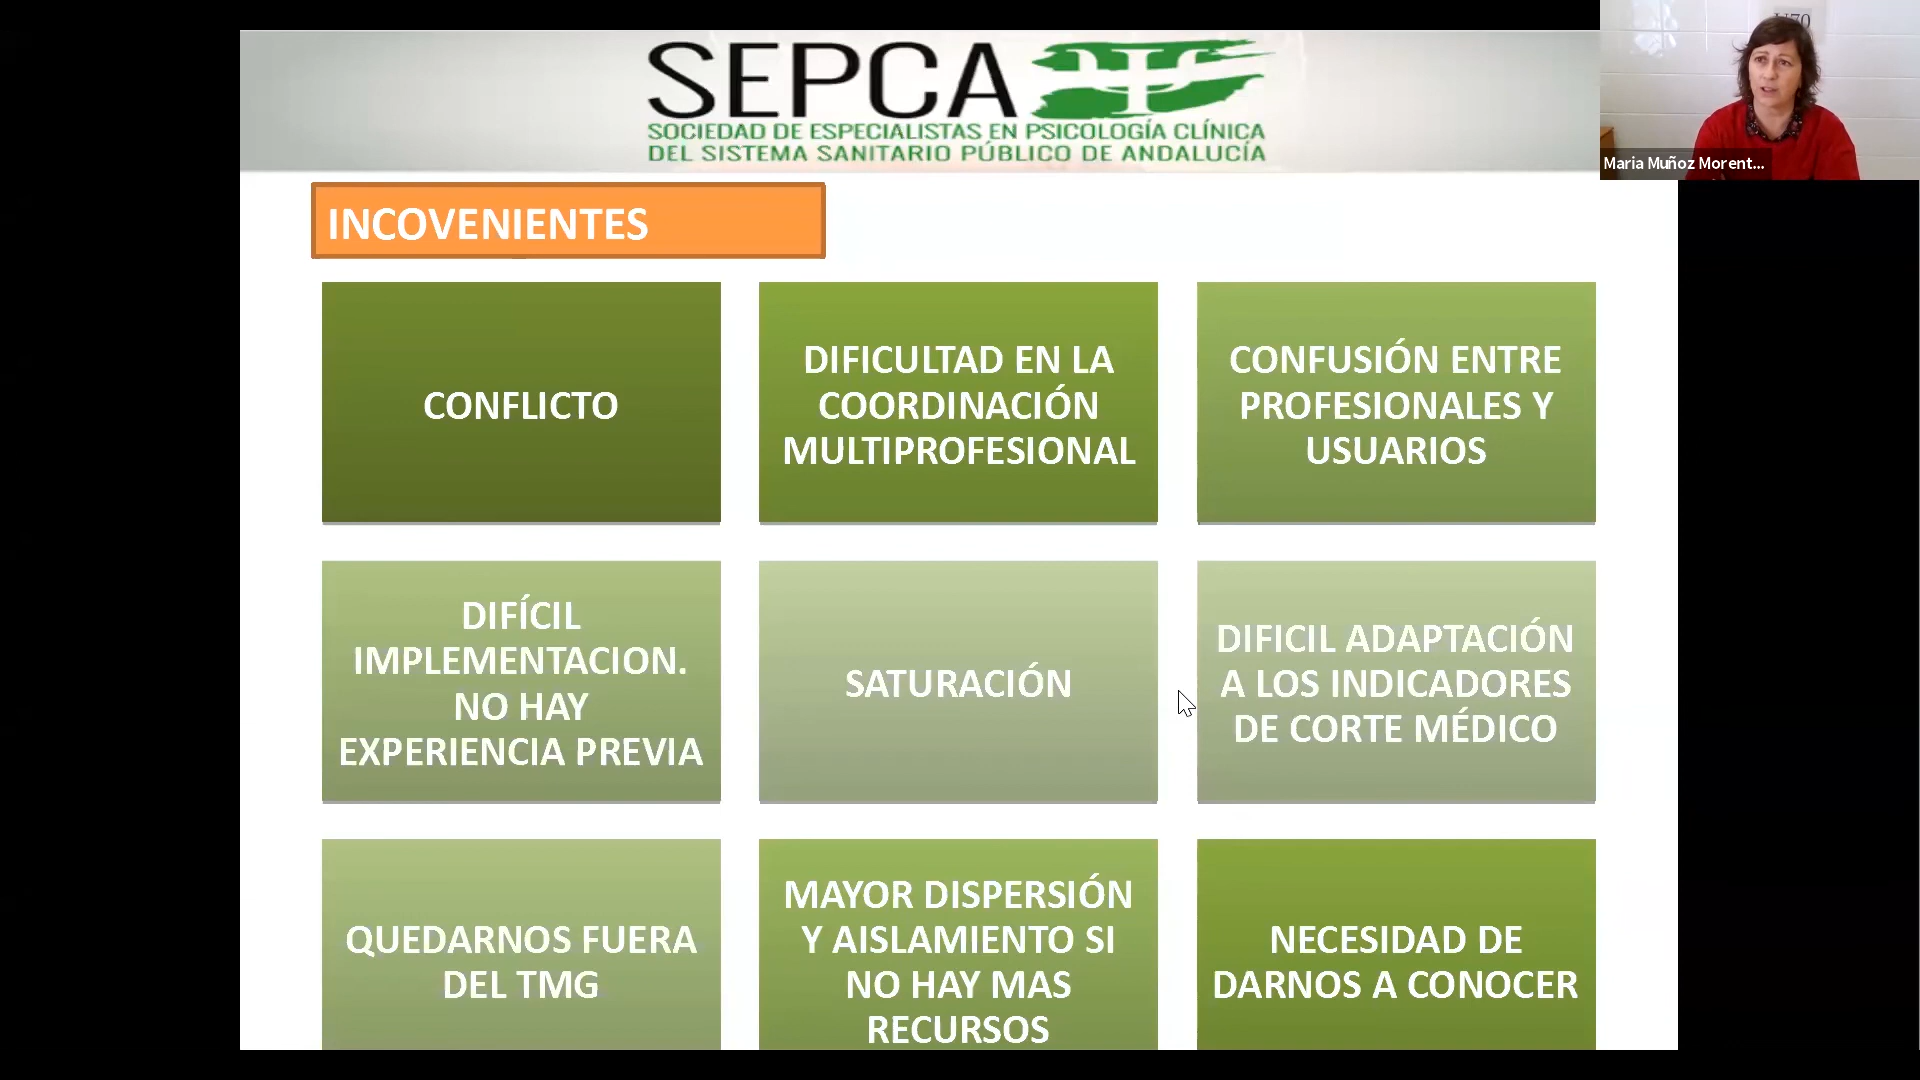 SEPCA
SOCIEDAD DE ESPECIALISTAS EN PSICOLOGÍA CLÍNICA
DEL SISTEMA SANITARIO PÚBLICO DE ANDALUCÍA
Maria Muñoz Morent...
INCOVENIENTES
CONFLICTO
DIFICULTAD EN LA
COORDINACIÓN
MULTIPROFESIONAL
CONFUSIÓN ENTRE
PROFESIONALES Y
USUARIOS
DIFÍCIL
IMPLEMENTACION.
NO HAY
EXPERIENCIA PREVIA
SATURACIÓN
DIFICIL ADAPTACIÓN
A LOS INDICADORES
DE CORTE MÉDICO
QUEDARNOS FUERA
DEL TMG
MAYOR DISPERSIÓN
Y AISLAMIENTO SI
NO HAY MAS
RECURSOS
NECESIDAD DE
DARNOS A CONOCER